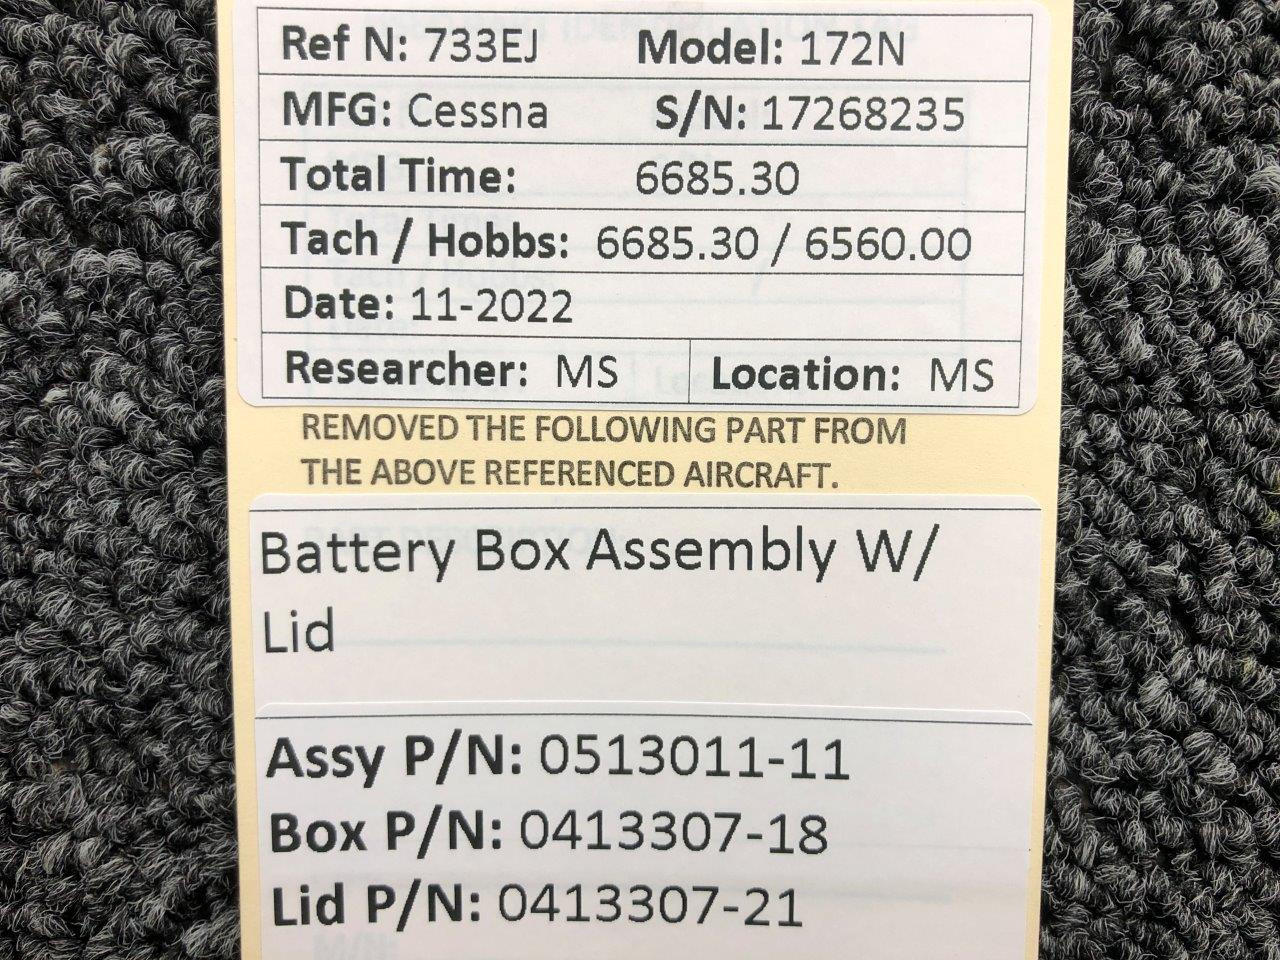 Ref N: 733EJ Model: 172N
MFG: Cessna S/N: 17268235
Total Time: 6685.30
Tach / Hobbs: 6685.30 / 6560.00
Date: 11-2022
Researcher: MS Location: MS
REMOVED THE FOLLOWING PART FROM
THE ABOVE REFERENCED AIRCRAFT.
Battery Box Assembly W/
Lid
Assy P/N: 0513011-11
Box P/N: 0413307-18
Lid P/N: 0413307-21